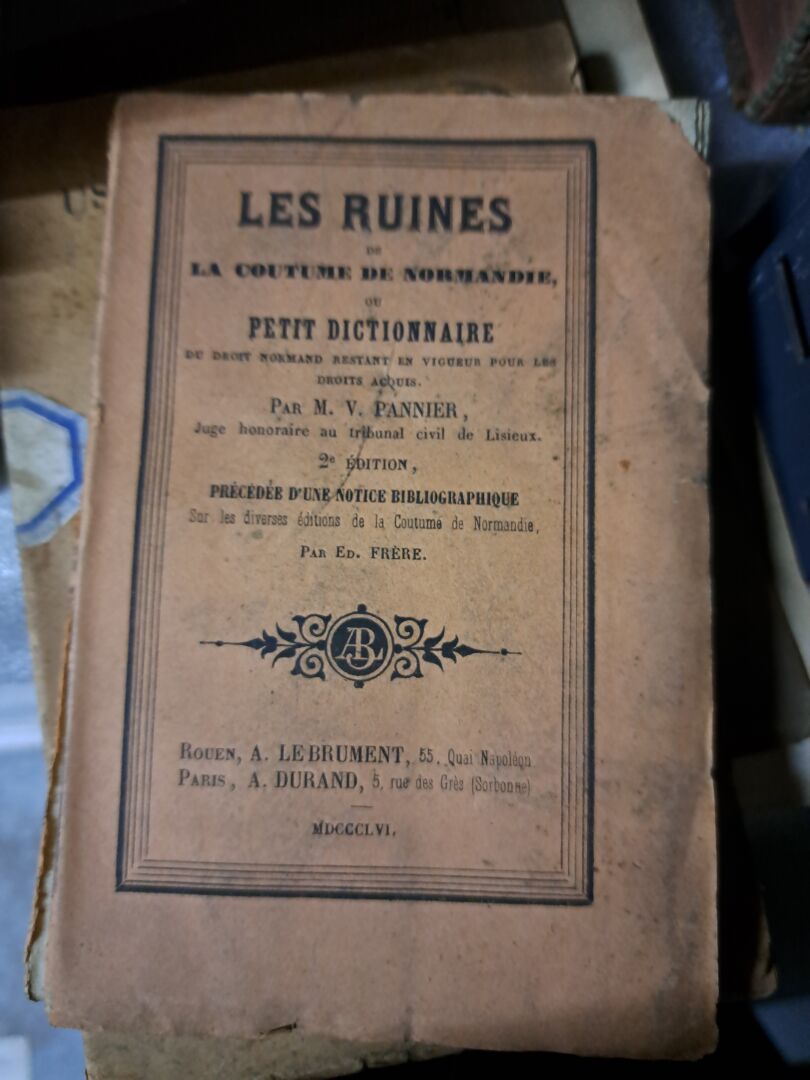 LES RUINES
DE
LA COUTUME DE NORMANDIE,
OU
PETIT DICTIONNAIRE
DU DROIT NORMAND RESTANT EN VIGUEUR POUR LES
DROITS ACQUIS.
PAR M. V. PANNIER,
Juge honoraire au tribunal civil de Lisieux.
2e ÉDITION,
PRÉCÉDÉE D'UNE NOTICE BIBLIOGRAPHIQUE
Sur les diverses éditions de la Coutume de Normandie,
PAR ED. FRÈRE.
ROUEN, A. LEBRUMENT, 55, Quai Napoléon
PARIS, A. DURAND, 5, rue des Grès (Sorbonne)
MDCCCLVI.